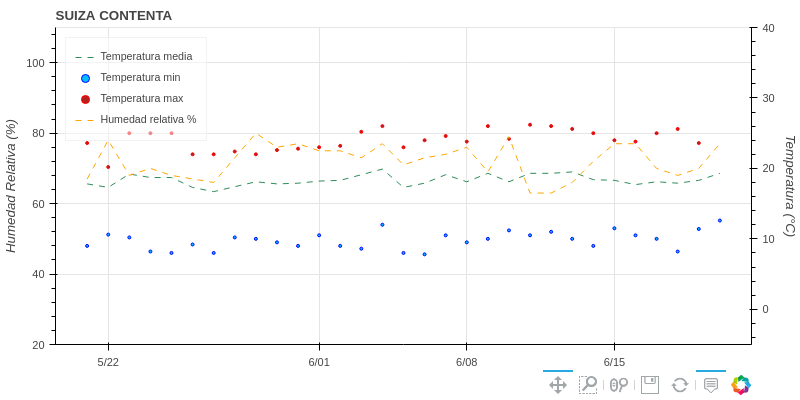 SUIZA CONTENTA
Temperatura media
Temperatura min
Temperatura max
Humedad relativa %
Humedad Relativa (%)
100
80
60
40
20
40
30
20
10
0
Temperatura (°C)
5/22
6/01
6/08
6/15